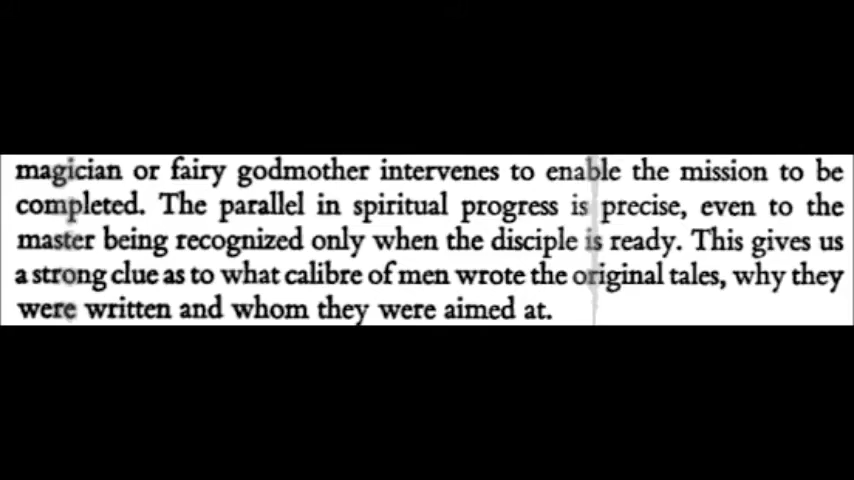 magician or fairy godmother intervenes to enable the mission to be
completed. The parallel in spiritual progress is precise, even to the
master being recognized only when the disciple is ready. This gives us
a strong clue as to what calibre of men wrote the original tales, why they
were written and whom they were aimed at.